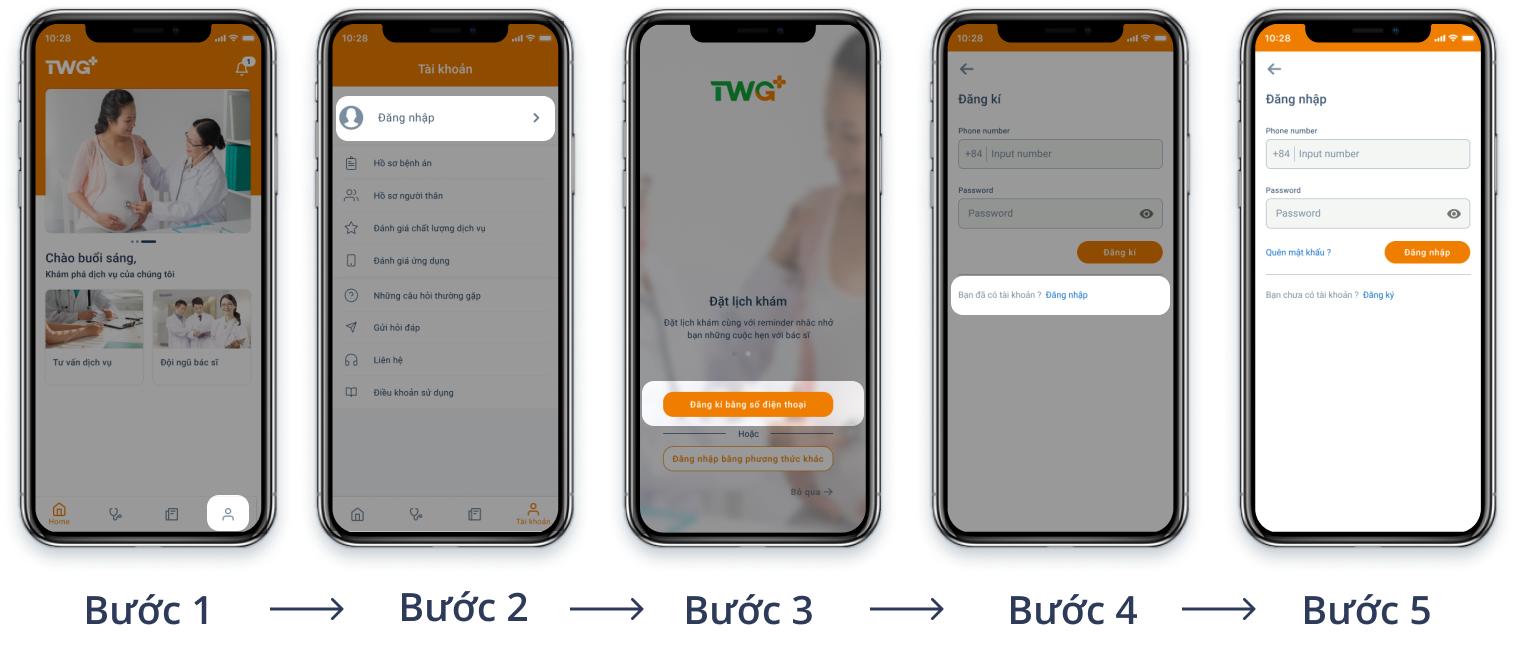 10:28
TWG+
1
Chào buổi sáng,
Khám phá dịch vụ của chúng tôi
Tư vấn dịch vụ
Đội ngũ bác sĩ
Home
10:28
Tài khoản
Đăng nhập
Hồ sơ bệnh án
Hồ sơ người thân
Đánh giá chất lượng dịch vụ
Đánh giá ứng dụng
Những câu hỏi thường gặp
Gửi hỏi đáp
Liên hệ
Điều khoản sử dụng
Tài khoản
TWG+
Đặt lịch khám
Đặt lịch khám cùng với reminder nhắc nhở
bạn những cuộc hẹn với bác sĩ
Đăng kí bằng số điện thoại
Hoặc
Đăng nhập bằng phương thức khác
Bỏ qua →
10:28
Đăng kí
Phone number
+84 Input number
Password
Password
Đăng kí
Bạn đã có tài khoản ? Đăng nhập
10:28
Đăng nhập
Phone number
+84 Input number
Password
Password
Quên mật khẩu ? Đăng nhập
Bạn chưa có tài khoản ? Đăng ký
Bước 1 → Bước 2 → Bước 3 → Bước 4 → Bước 5